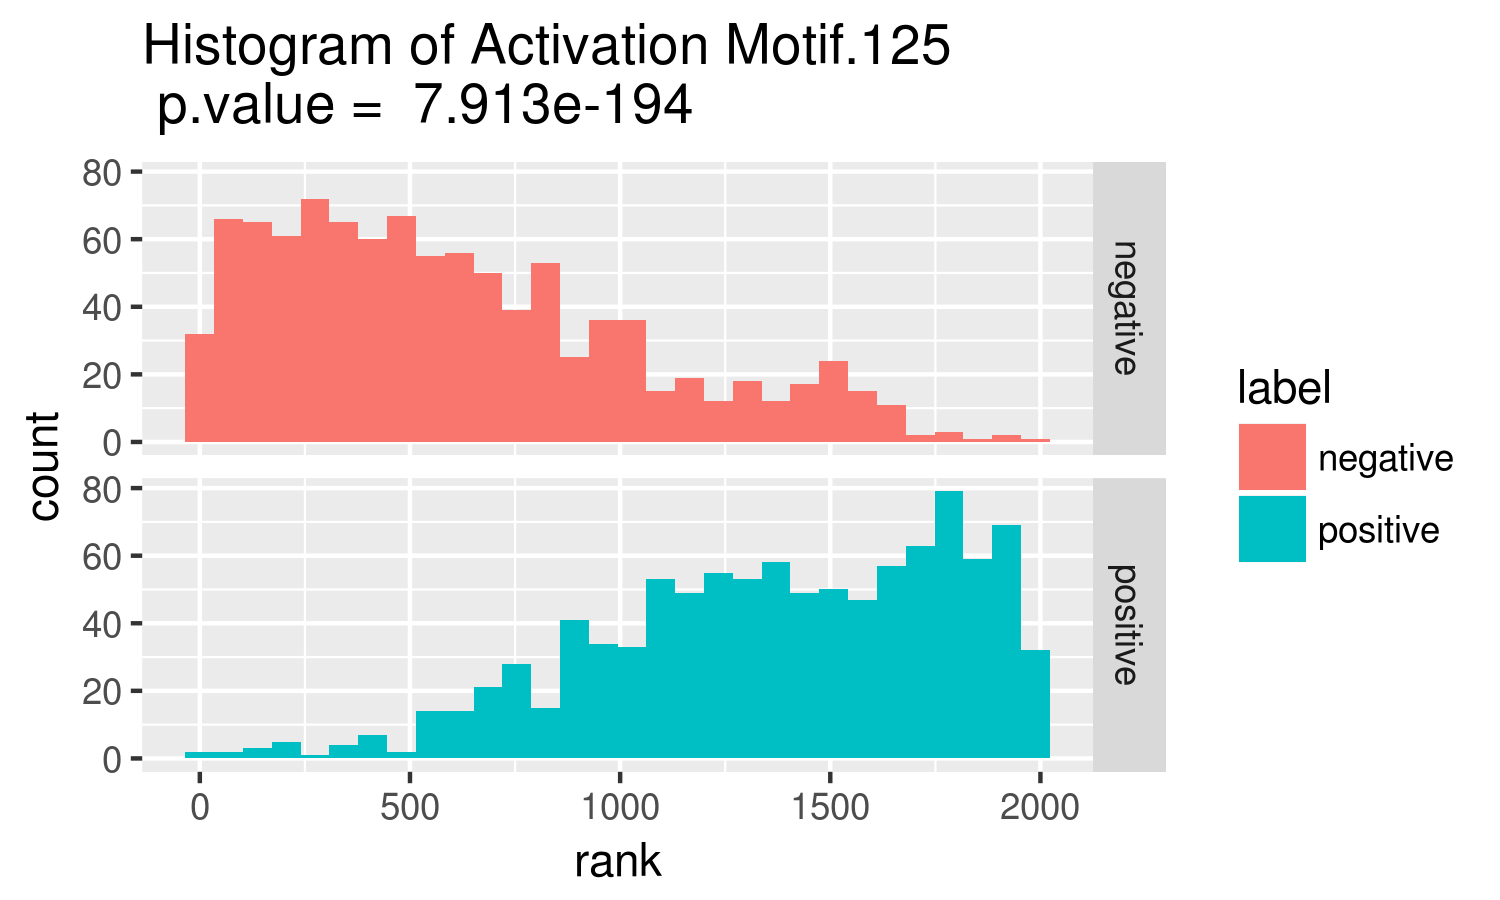 Histogram of Activation Motif.125
p.value = 7.913e-194
count
80
60
40
20
0
negative
80
60
40
20
0
positive
0 500 1000 1500 2000
rank
label
negative
positive